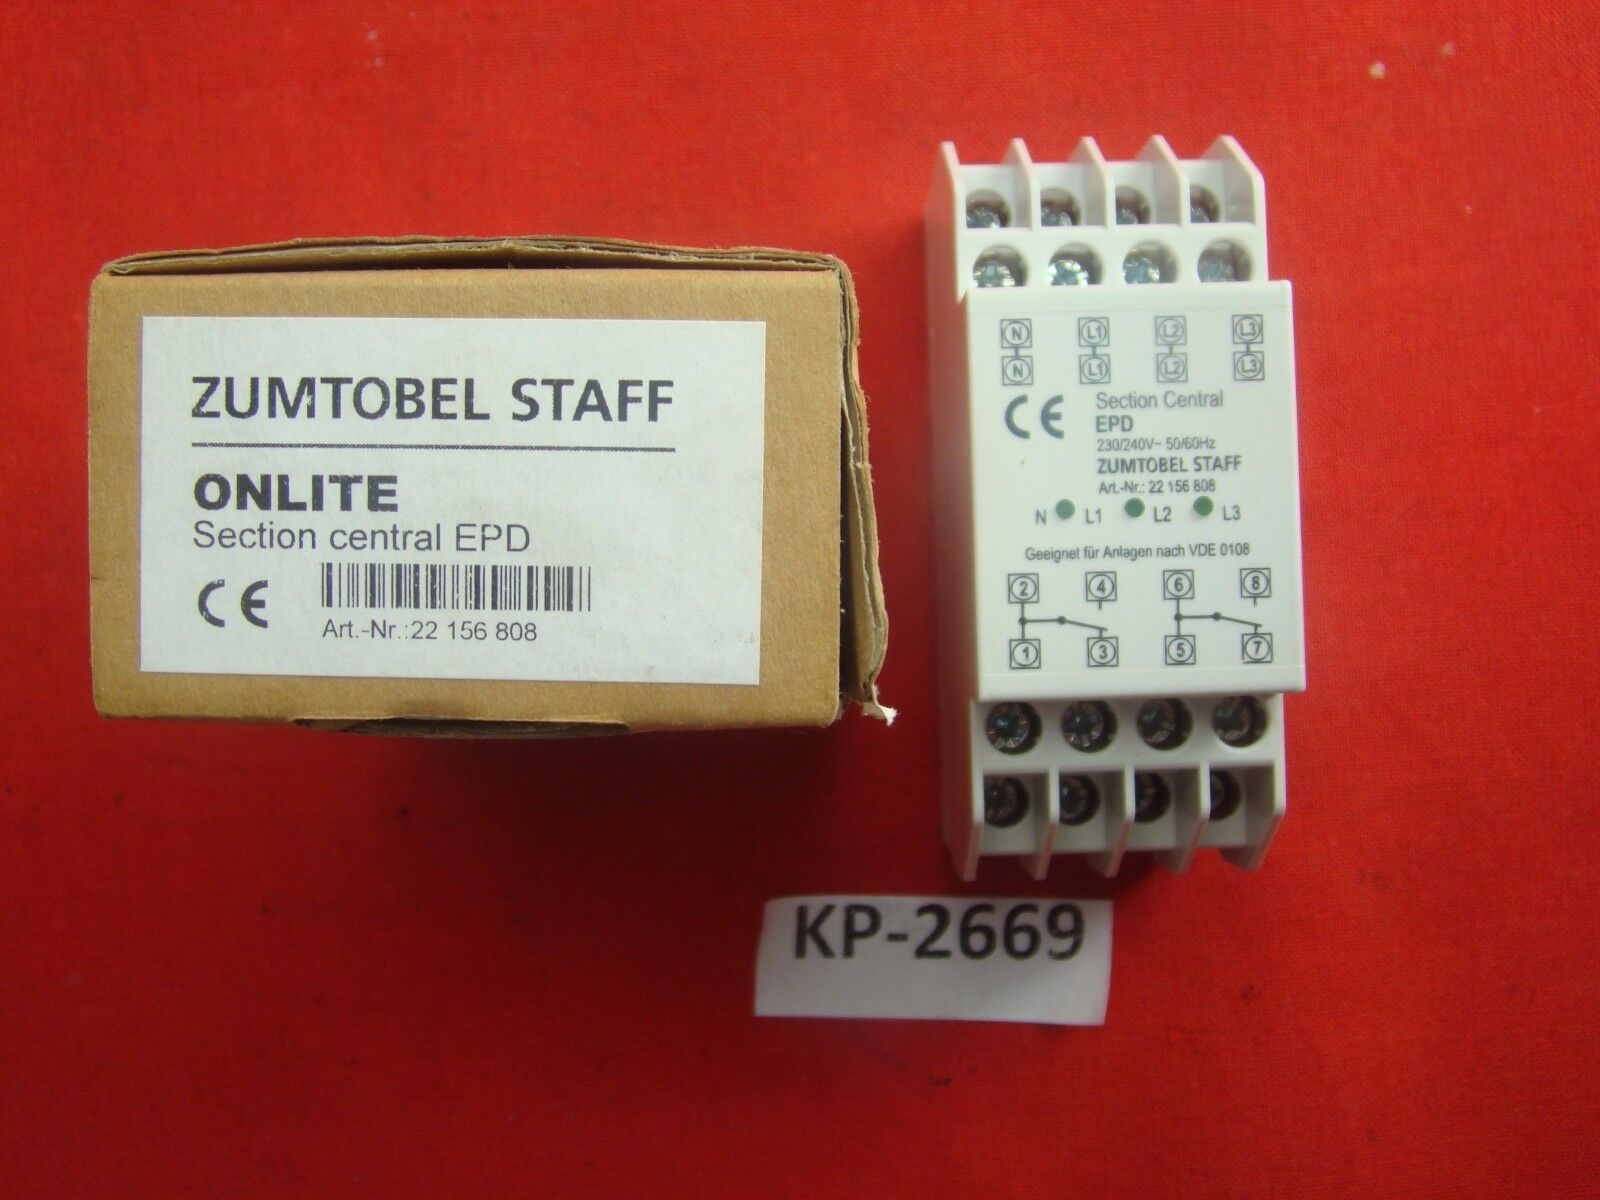 ZUMTOBEL STAFF
ONLITE
Section central EPD
CE
Art.-Nr.:22 156 808
N L1 L2 L3
N L1 L2 L3
CE
Section Central
EPD
230/240V~ 50/60Hz
ZUMTOBEL STAFF
Art.-Nr.: 22 156 808
N L1 L2 L3
Geeignet für Anlagen nach VDE 0108
2 4 6 8
1 3 5 7
KP-2669